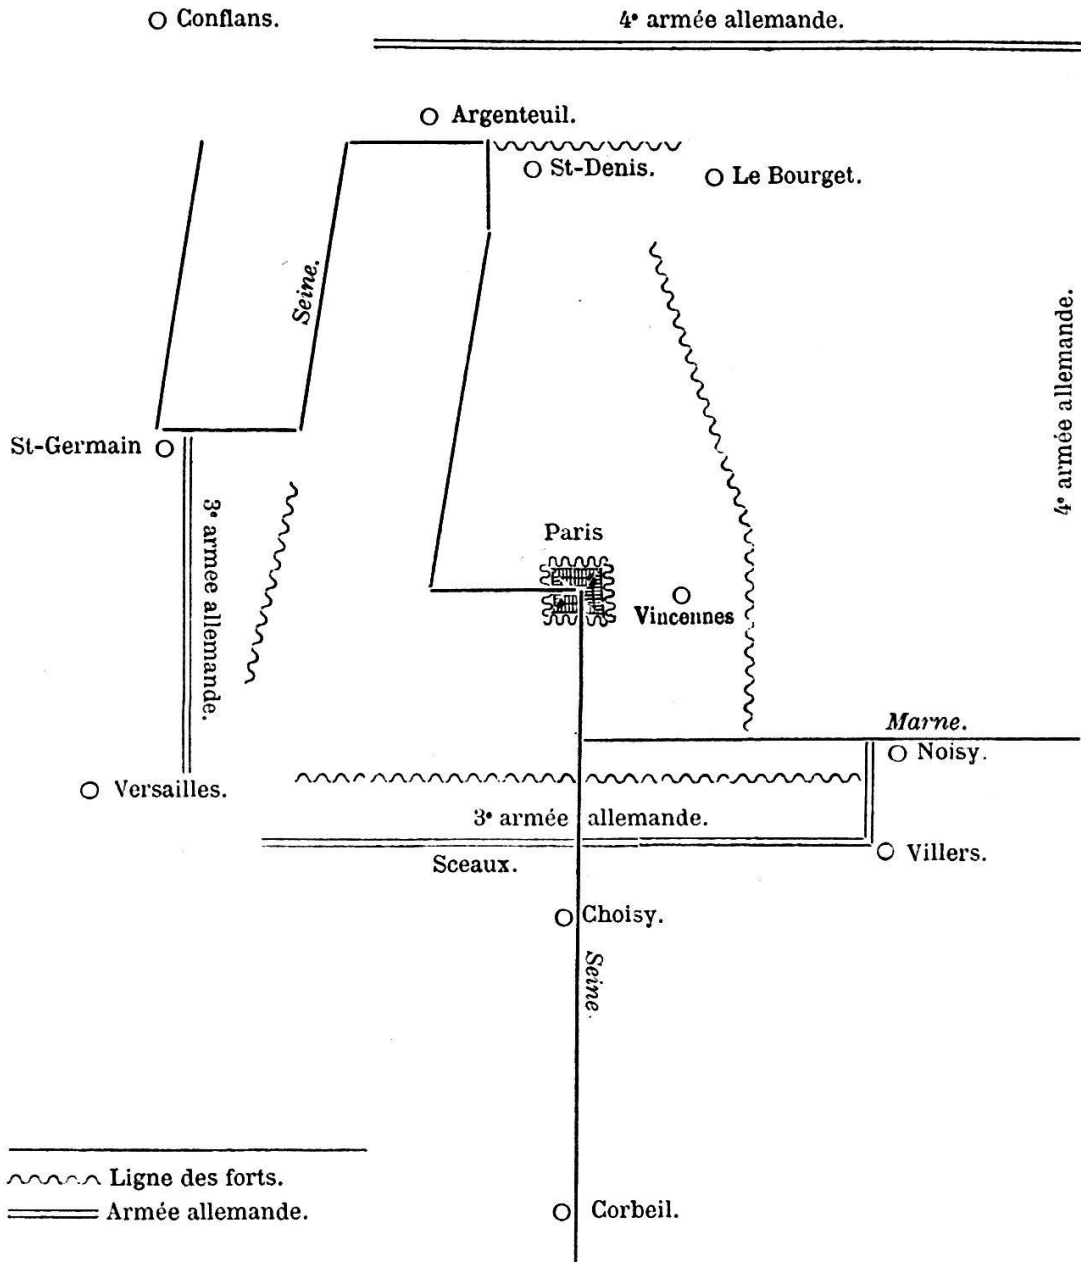 Conflans.
4e armée allemande.
Argenteuil.
St-Denis.
Le Bourget.
Seine.
4e armée allemande.
St-Germain
3e armee allemande.
Paris
Vincennes
Marne.
Noisy.
Versailles.
3e armée allemande.
Villers.
Sceaux.
Choisy.
Seine.
Ligne des forts.
Armée allemande.
Corbeil.